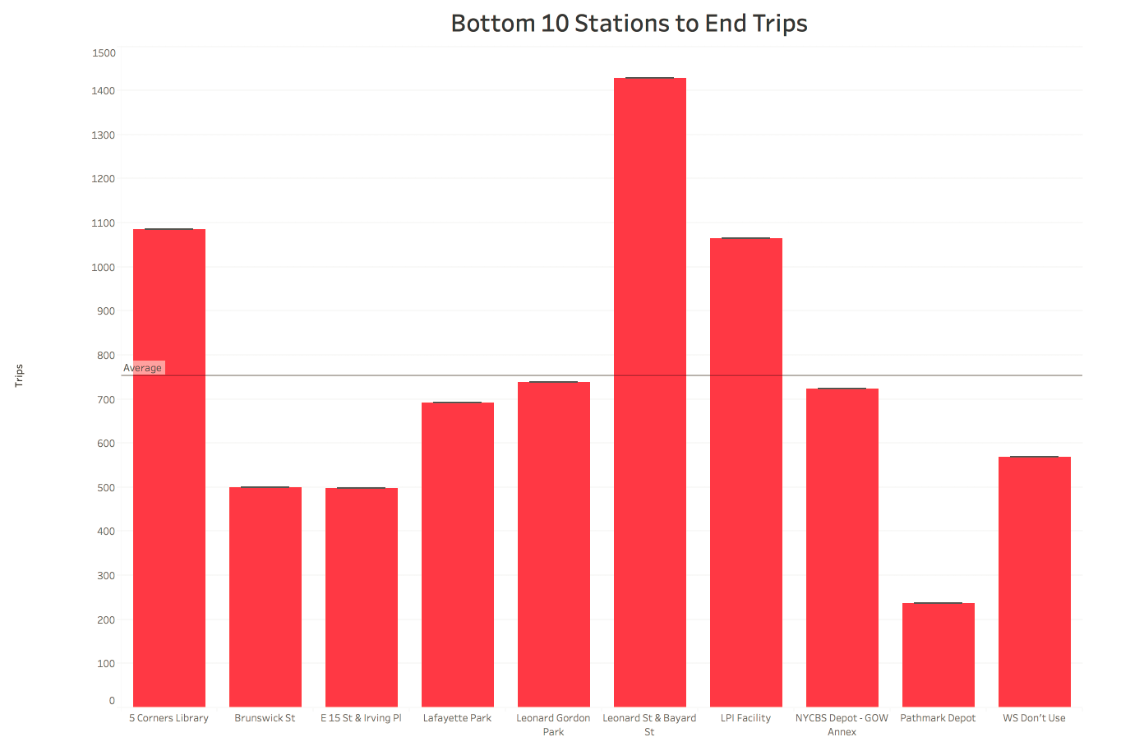 Bottom 10 Stations to End Trips
1500
1400
1300
1200
1100
1000
900
800
Average
700
600
500
400
300
200
100
0
Trips
5 Corners Library
Brunswick St
E 15 St & Irving Pl
Lafayette Park
Leonard Gordon
Park
Leonard St & Bayard
St
LPI Facility
NYCBS Depot - GOW
Annex
Pathmark Depot
WS Don't Use